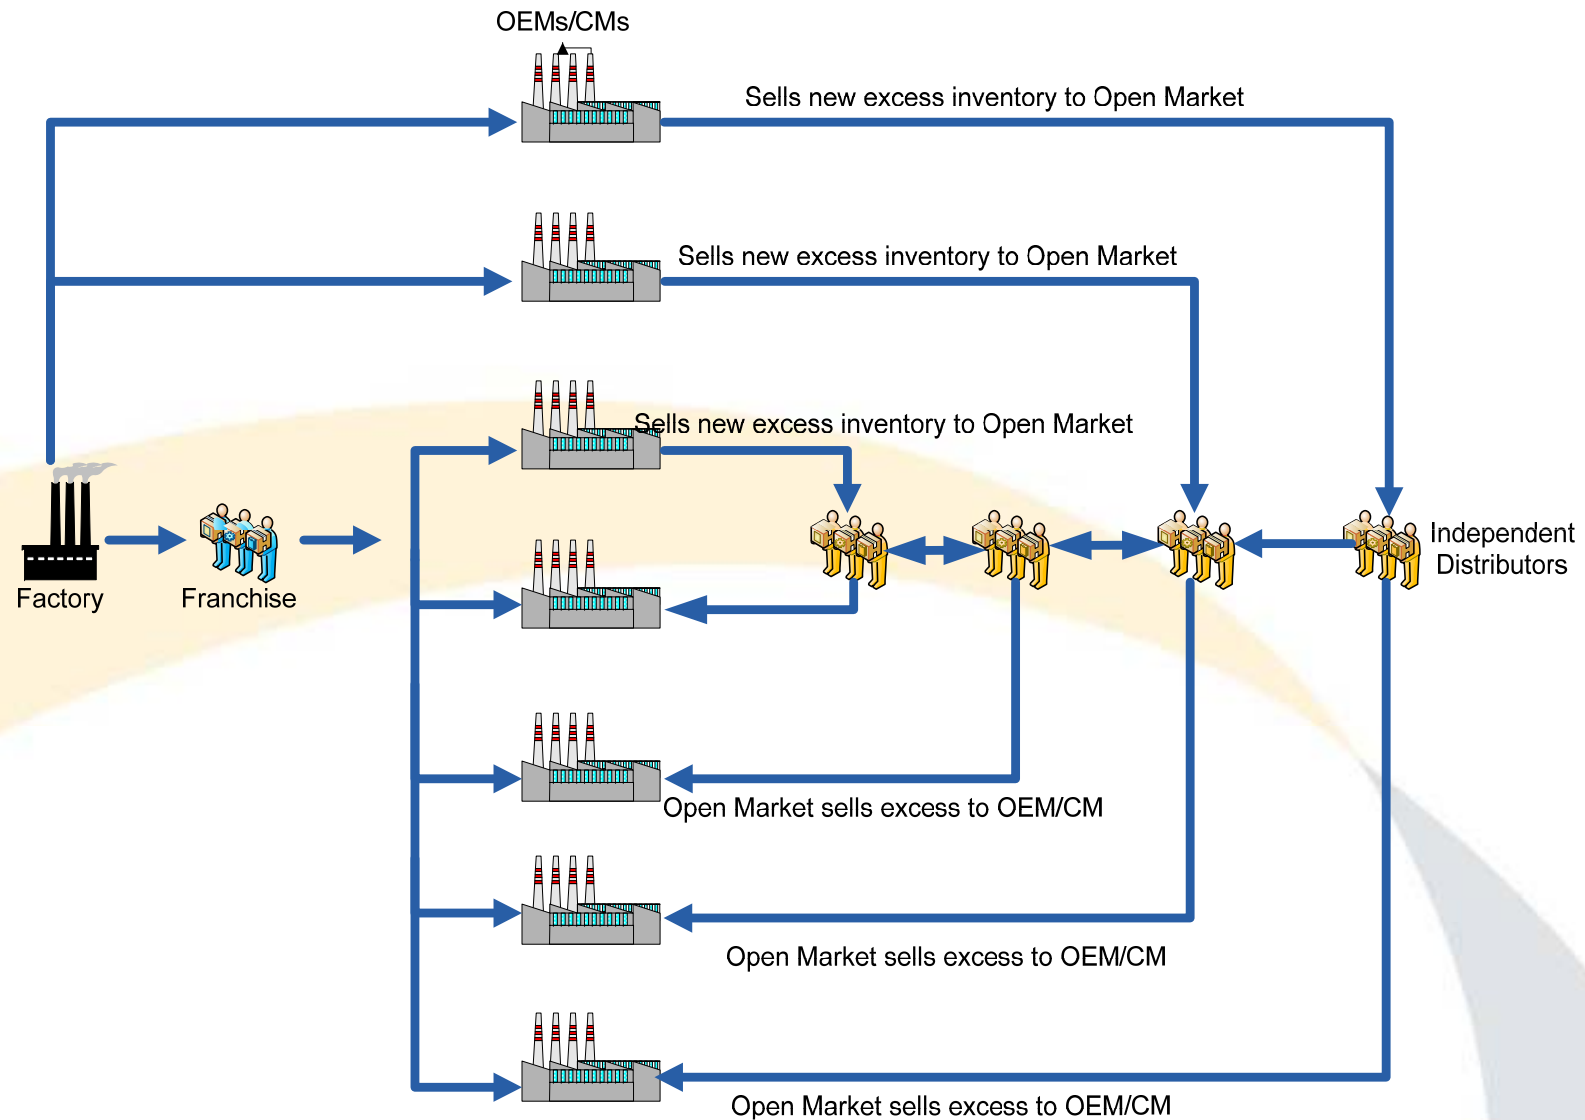 OEMs/CMs
Sells new excess inventory to Open Market
Sells new excess inventory to Open Market
Sells new excess inventory to Open Market
Independent
Distributors
Factory
Franchise
Open Market sells excess to OEM/CM
Open Market sells excess to OEM/CM
Open Market sells excess to OEM/CM